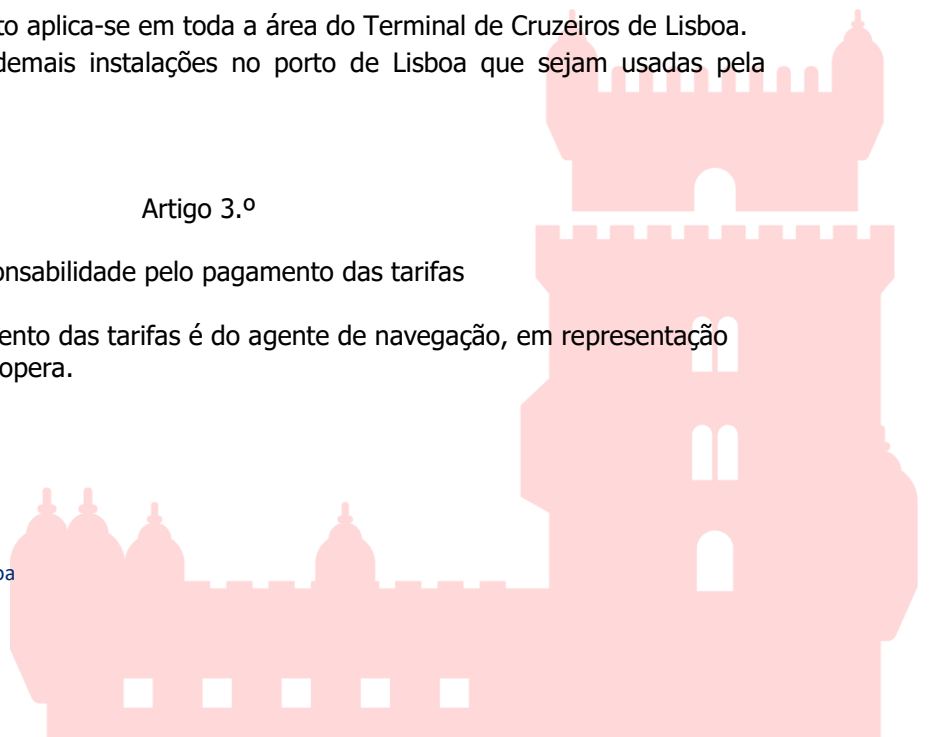 to aplica-se em toda a área do Terminal de Cruzeiros de Lisboa.
demais instalações no porto de Lisboa que sejam usadas pela
Artigo 3.º
onsabilidade pelo pagamento das tarifas
ento das tarifas é do agente de navegação, em representação
opera.
oa